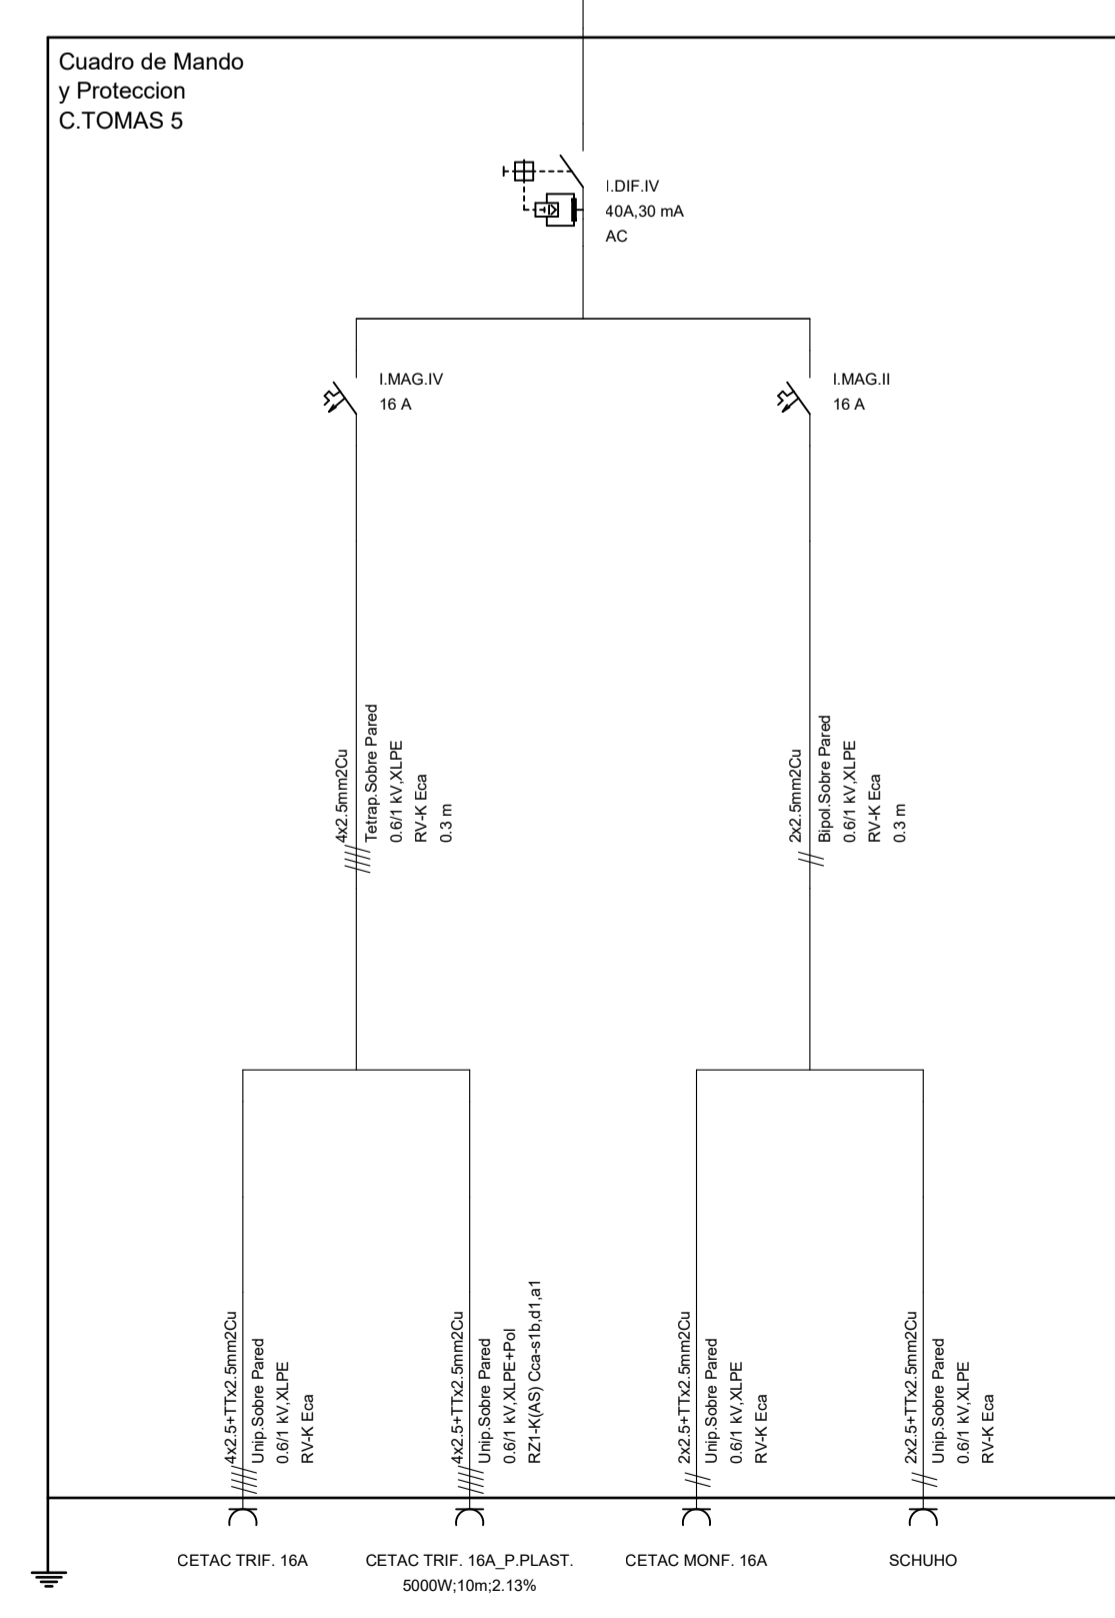 Cuadro de Mando
y Proteccion
C.TOMAS 5
I.DIF.IV
40A,30 mA
AC
I.MAG.IV
16 A
I.MAG.II
16 A
4x2.5mm2Cu
Tetrap.Sobre Pared
0.6/1 kV,XLPE
RV-K Eca
0.3 m
2x2.5mm2Cu
Bipol.Sobre Pared
0.6/1 kV,XLPE
RV-K Eca
0.3 m
4x2.5+TTx2.5mm2Cu
Unip.Sobre Pared
0.6/1 kV,XLPE
RV-K Eca
4x2.5+TTx2.5mm2Cu
Unip.Sobre Pared
0.6/1 kV,XLPE+Pol
RZ1-K(AS) Cca-s1b,d1,a1
2x2.5+TTx2.5mm2Cu
Unip.Sobre Pared
0.6/1 kV,XLPE
RV-K Eca
2x2.5+TTx2.5mm2Cu
Unip.Sobre Pared
0.6/1 kV,XLPE
RV-K Eca
CETAC TRIF. 16A
CETAC TRIF. 16A_P.PLAST.
5000W;10m;2.13%
CETAC MONF. 16A
SCHUHO